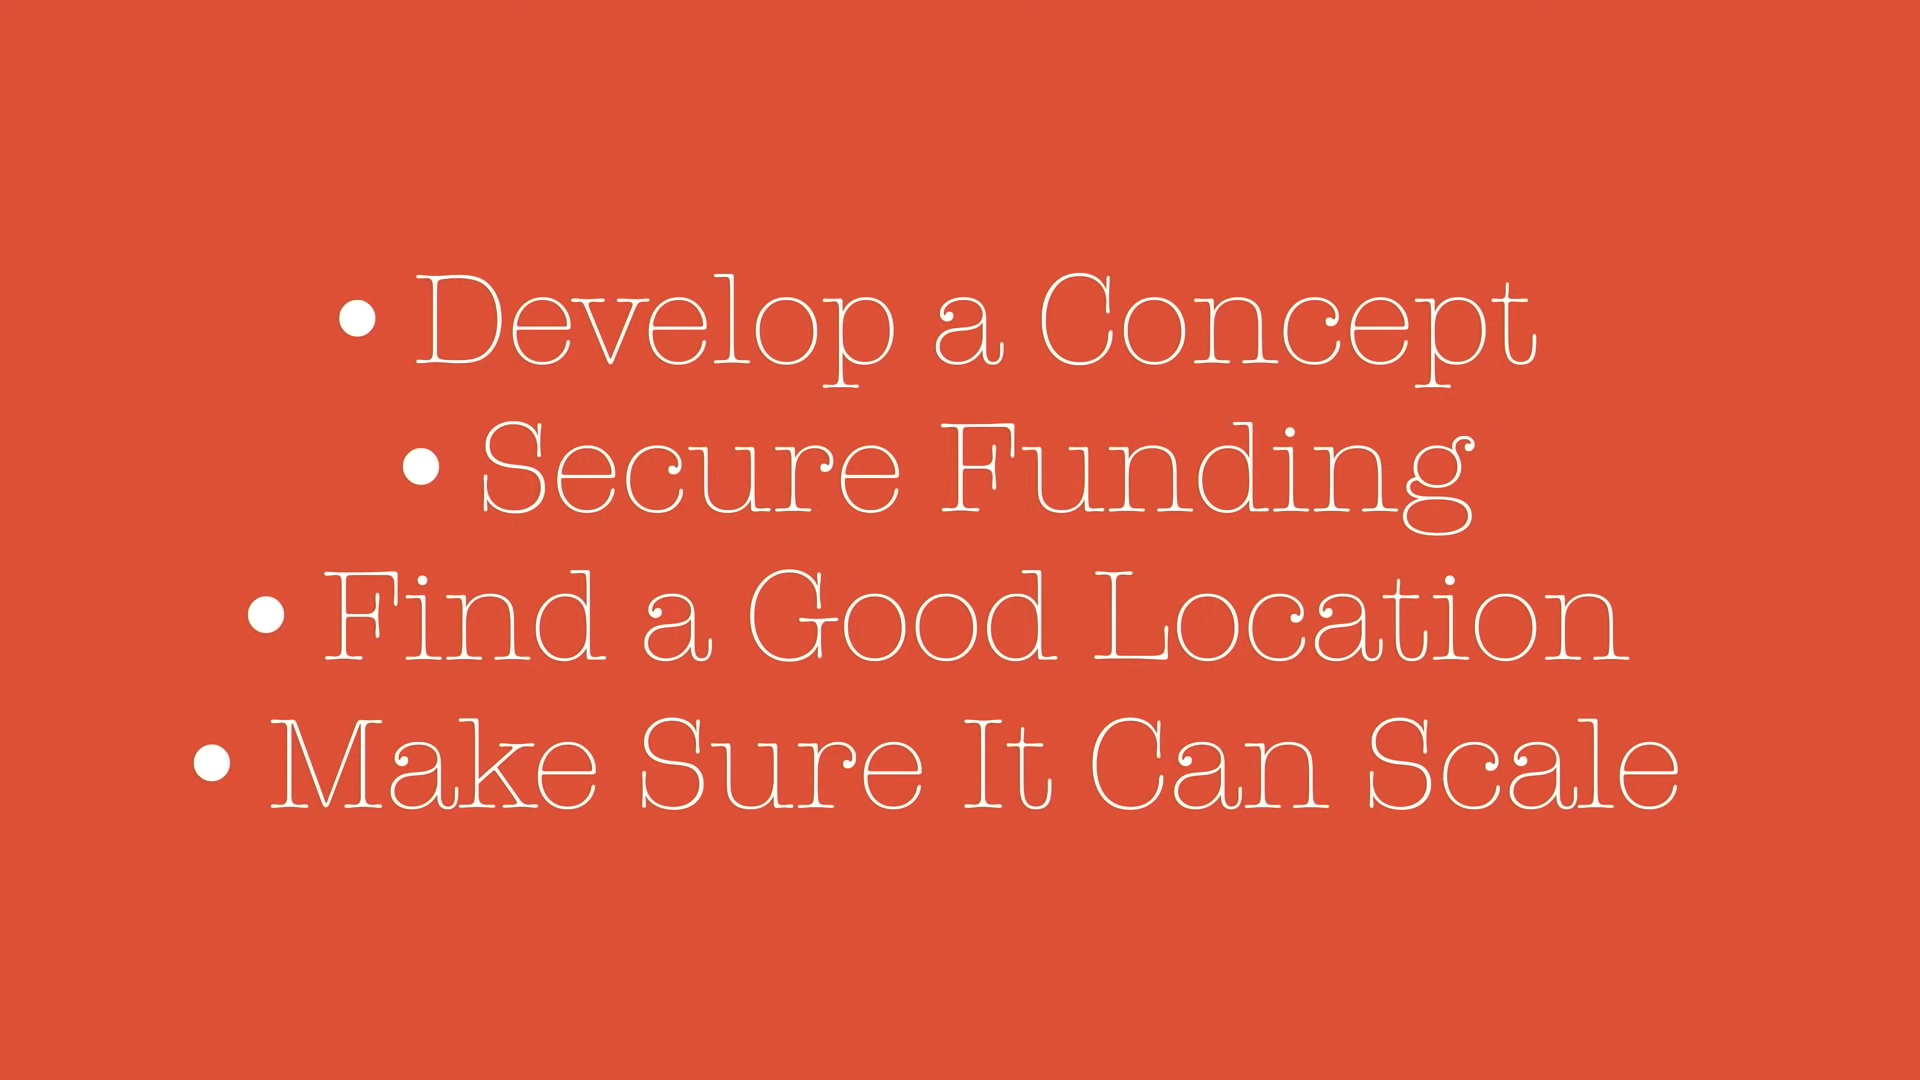 • Develop a Concept
• Secure Funding
• Find a Good Location
• Make Sure It Can Scale